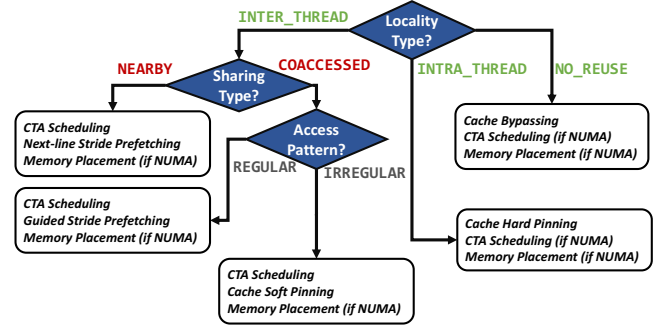 INTER_THREAD
Locality
Type?
NEARBY
Sharing
Type?
COACCESSED
INTRA_THREAD
NO_REUSE
CTA Scheduling
Next-line Stride Prefetching
Memory Placement (if NUMA)
Access
Pattern?
Cache Bypassing
CTA Scheduling (if NUMA)
Memory Placement (if NUMA)
REGULAR
IRREGULAR
CTA Scheduling
Guided Stride Prefetching
Memory Placement (if NUMA)
Cache Hard Pinning
CTA Scheduling (if NUMA)
Memory Placement (if NUMA)
CTA Scheduling
Cache Soft Pinning
Memory Placement (if NUMA)